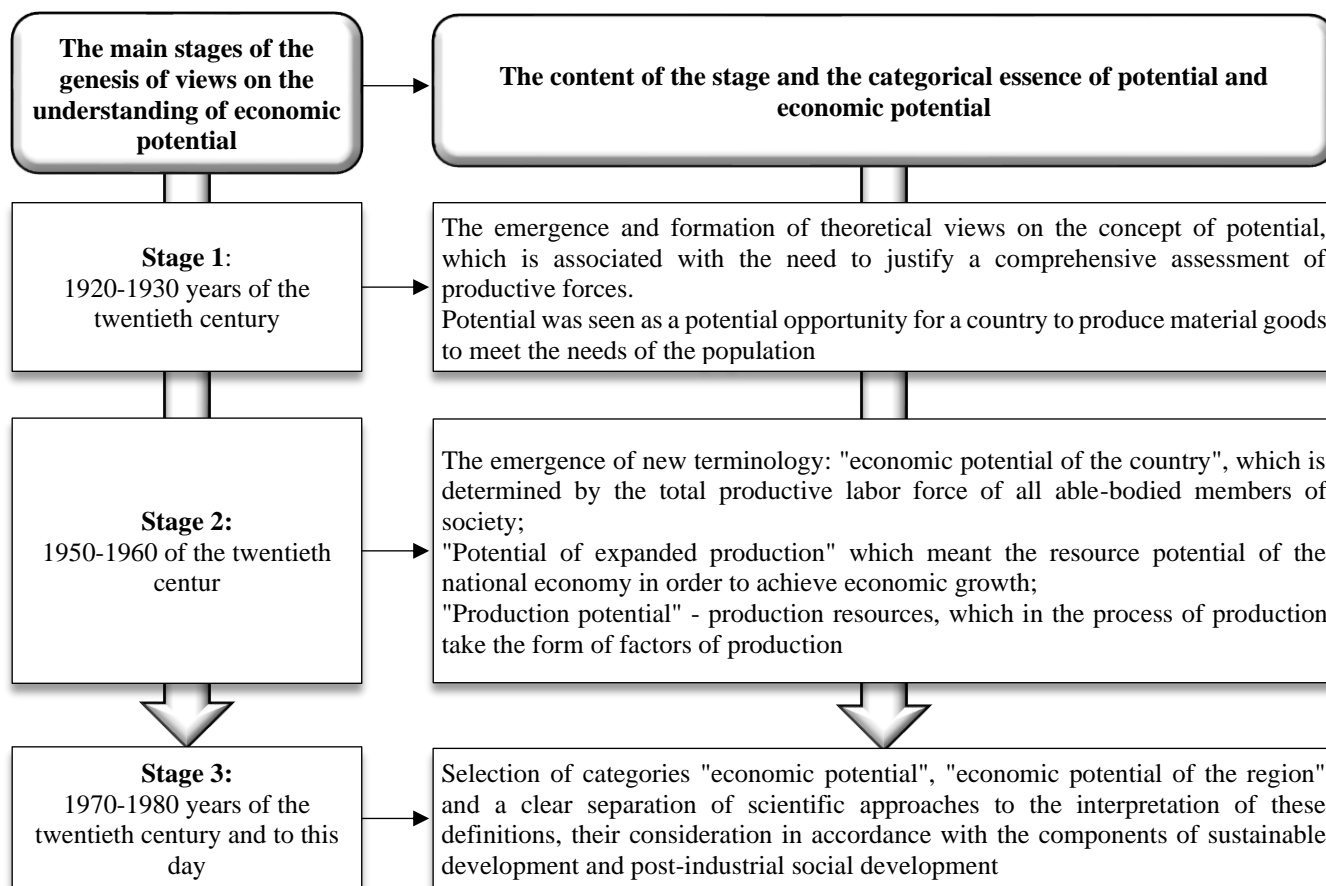 The main stages of the
genesis of views on the
understanding of economic
potential
The content of the stage and the categorical essence of potential and
economic potential
Stage 1:
1920-1930 years of the
twentieth century
The emergence and formation of theoretical views on the concept of potential,
which is associated with the need to justify a comprehensive assessment of
productive forces.
Potential was seen as a potential opportunity for a country to produce material goods
to meet the needs of the population
Stage 2:
1950-1960 of the twentieth
centur
The emergence of new terminology: "economic potential of the country", which is
determined by the total productive labor force of all able-bodied members of
society;
"Potential of expanded production" which meant the resource potential of the
national economy in order to achieve economic growth;
"Production potential" - production resources, which in the process of production
take the form of factors of production
Stage 3:
1970-1980 years of the
twentieth century and to this
day
Selection of categories "economic potential", "economic potential of the region"
and a clear separation of scientific approaches to the interpretation of these
definitions, their consideration in accordance with the components of sustainable
development and post-industrial social development